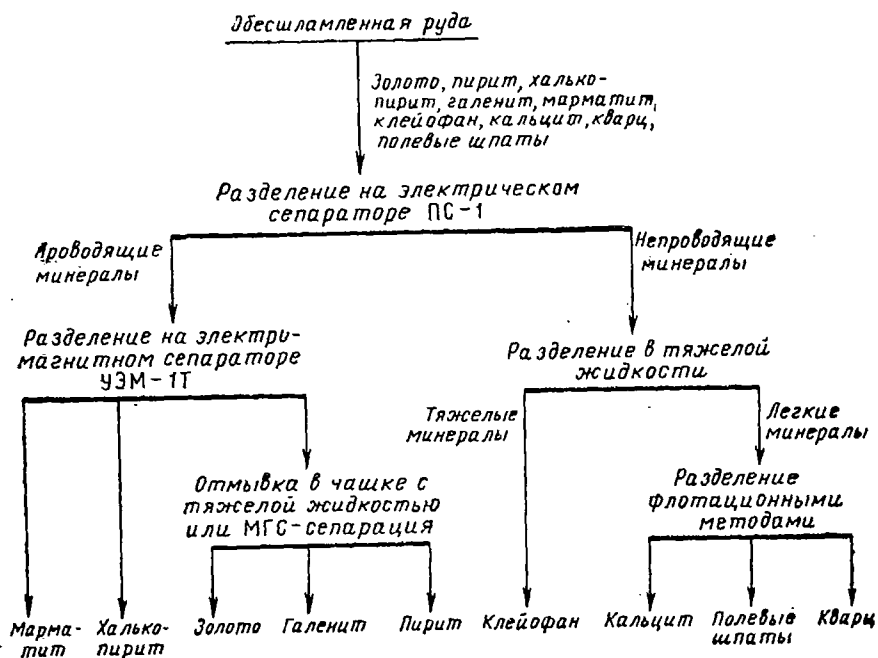 Обесшламленная руда
Золото, пирит, халько-
пирит, галенит, марматит,
клейофан, кальцит, кварц,
полевые шпаты
Разделение на электрическом
сепараторе ПС-1
Проводящие
минералы
Непроводящие
минералы
Разделение на электро-
магнитном сепараторе
УЭМ-1Т
Разделение в тяжелой
жидкости
Тяжелые
минералы
Легкие
минералы
Отмывка в чашке с
тяжелой жидкостью
или МГС-сепарация
Разделение
флотационными
методами
Марма-
тит
Халько-
пирит
Золото
Галенит
Пирит
Клейофан
Кальцит
Полевые
шпаты
Кварц